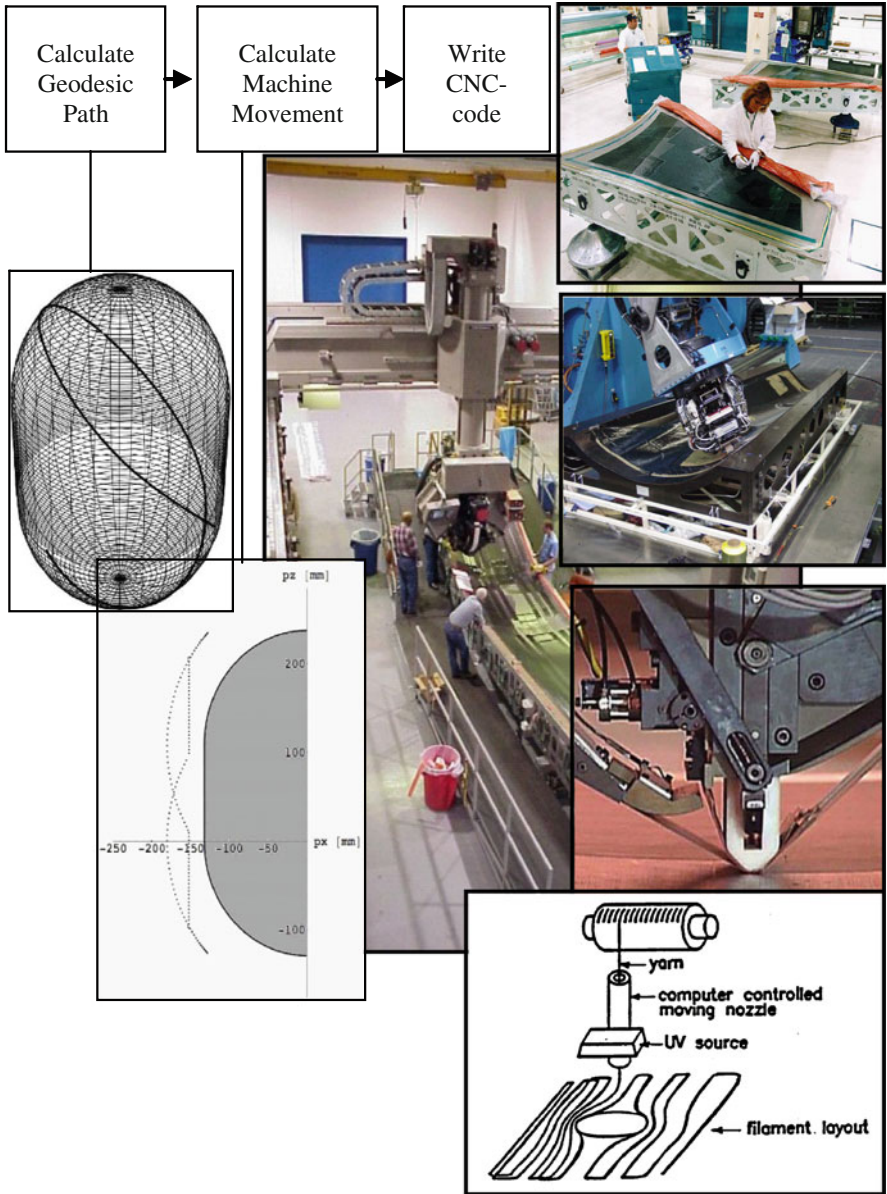 Calculate
Geodesic
Path
Calculate
Machine
Movement
Write
CNC-
code
pz [mm]
200
100
-250 -200 -150 -100 -50 px [mm]
-100
yarn
computer controlled
moving nozzle
UV source
filament layout